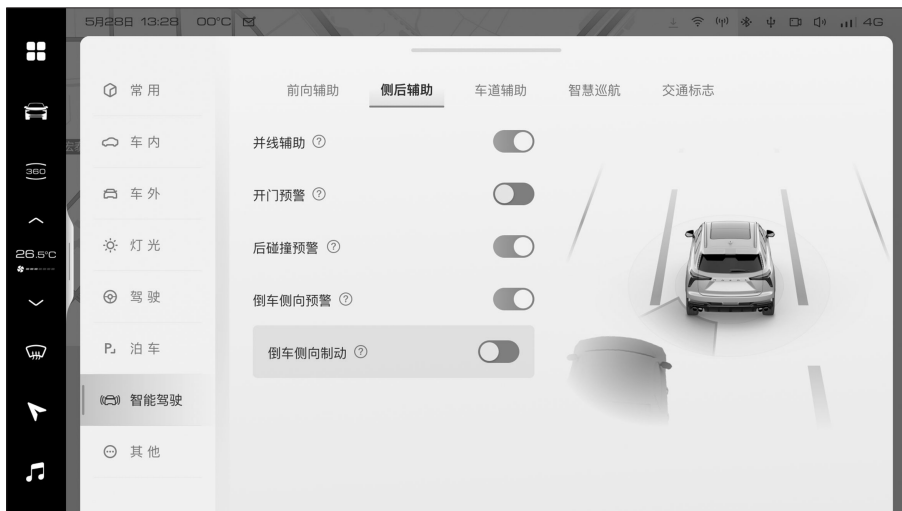 5月28日 13:28 00°C
4G
360
26.5°C
常用
车内
车外
灯光
驾驶
泊车
智能驾驶
其他
前向辅助 侧后辅助 车道辅助 智慧巡航 交通标志
并线辅助
开门预警
后碰撞预警
倒车侧向预警
倒车侧向制动